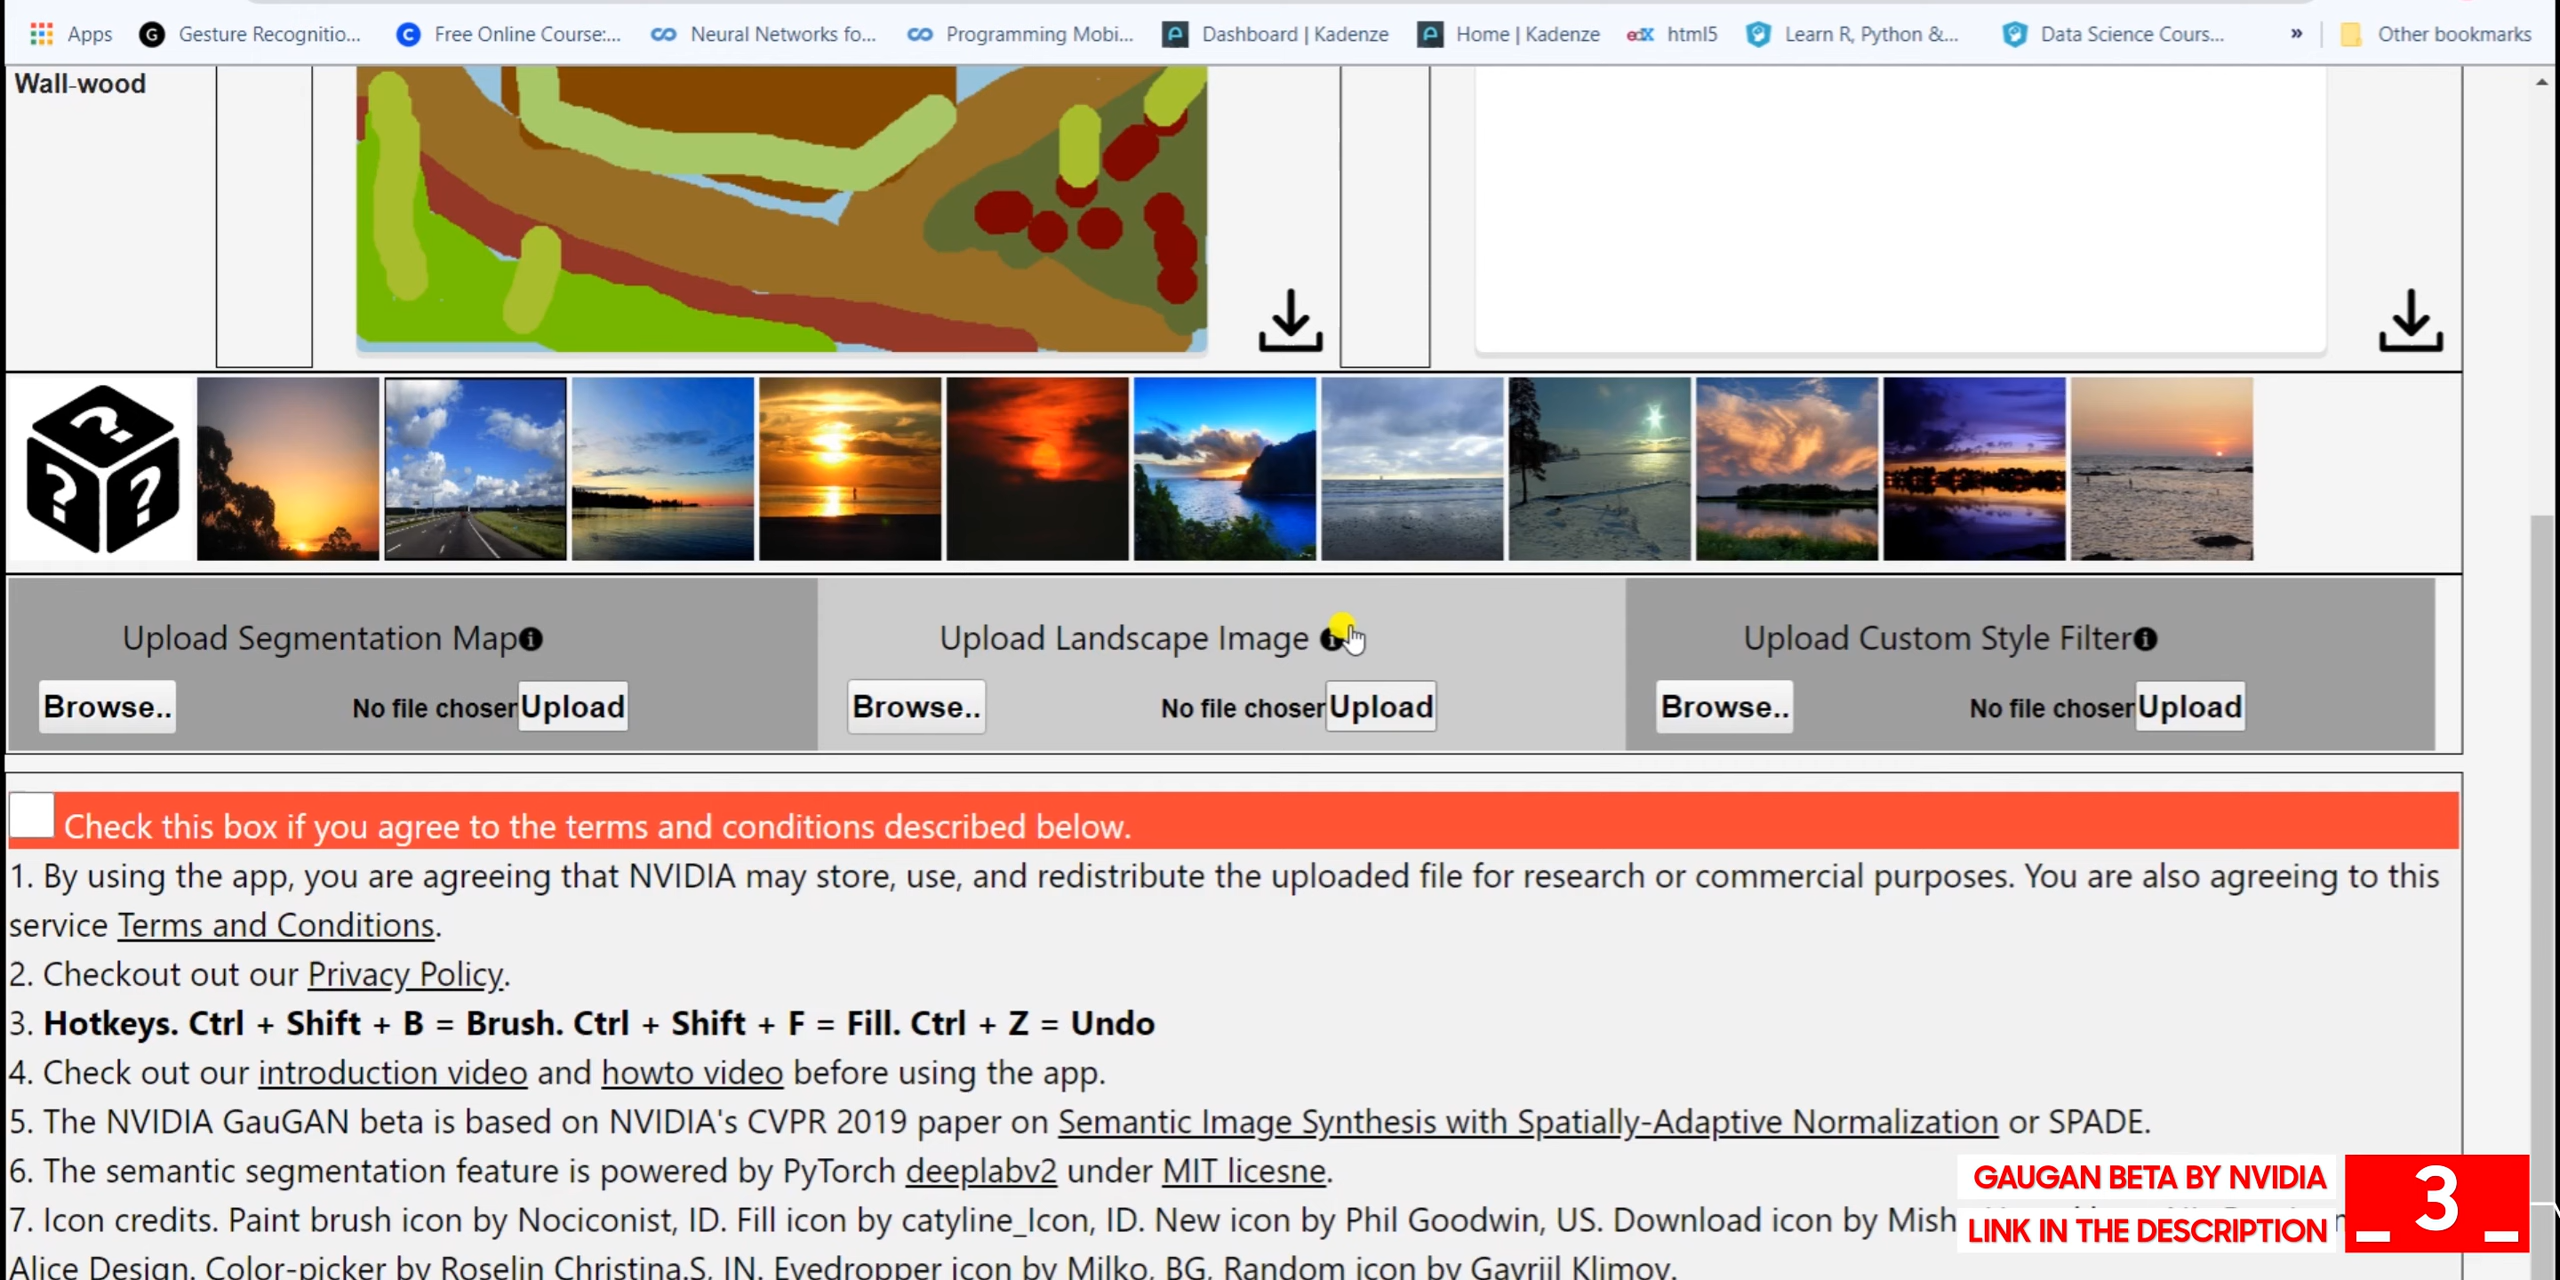 Apps Gesture Recognitio... Free Online Course:... Neural Networks fo... Programming Mobi... Dashboard | Kadenze Home | Kadenze edX html5 Learn R, Python &... Data Science Cours... » Other bookmarks
Wall-wood
Upload Segmentation Map Upload Landscape Image Upload Custom Style Filter
Browse.. No file chosen Upload Browse.. No file chosen Upload Browse.. No file chosen Upload
Check this box if you agree to the terms and conditions described below.
1. By using the app, you are agreeing that NVIDIA may store, use, and redistribute the uploaded file for research or commercial purposes. You are also agreeing to this
service Terms and Conditions.
2. Checkout out our Privacy Policy.
3. Hotkeys. Ctrl + Shift + B = Brush. Ctrl + Shift + F = Fill. Ctrl + Z = Undo
4. Check out our introduction video and howto video before using the app.
5. The NVIDIA GauGAN beta is based on NVIDIA's CVPR 2019 paper on Semantic Image Synthesis with Spatially-Adaptive Normalization or SPADE.
6. The semantic segmentation feature is powered by PyTorch deeplabv2 under MIT licesne.
7. Icon credits. Paint brush icon by Nociconist, ID. Fill icon by catyline_Icon, ID. New icon by Phil Goodwin, US. Download icon by
Alice Design. Color-picker by Roselin Christina.S, IN. Eyedropper icon by Milko, BG. Random icon by Gavriil Klimov.
GAUGAN BETA BY NVIDIA
LINK IN THE DESCRIPTION
3